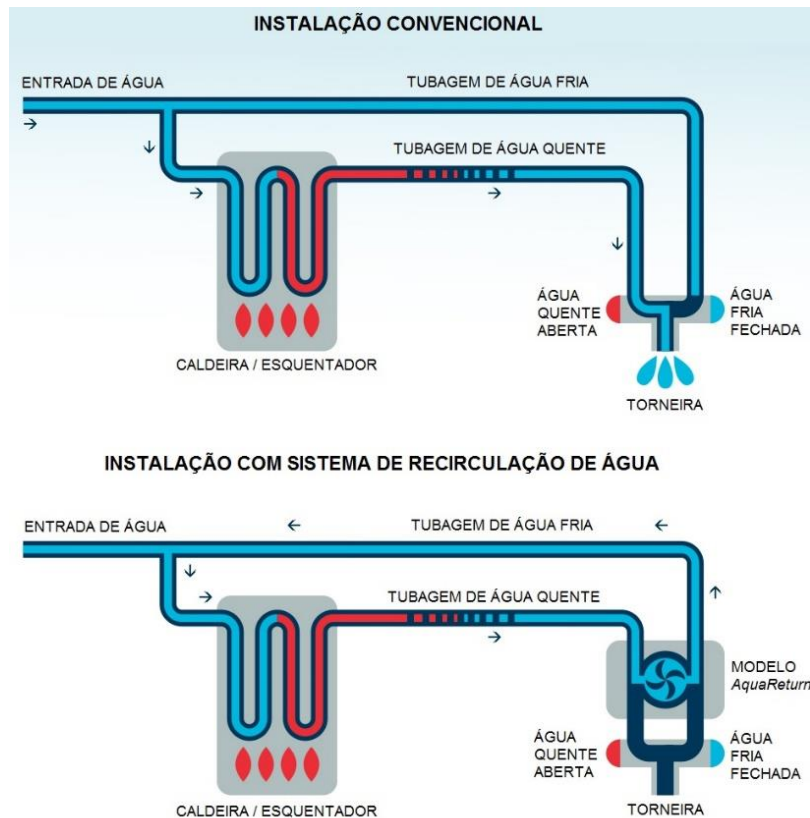 INSTALAÇÃO CONVENCIONAL
ENTRADA DE ÁGUA
TUBAGEM DE ÁGUA FRIA
TUBAGEM DE ÁGUA QUENTE
ÁGUA
QUENTE
ABERTA
ÁGUA
FRIA
FECHADA
CALDEIRA / ESQUENTADOR
TORNEIRA
INSTALAÇÃO COM SISTEMA DE RECIRCULAÇÃO DE ÁGUA
ENTRADA DE ÁGUA
TUBAGEM DE ÁGUA FRIA
TUBAGEM DE ÁGUA QUENTE
MODELO
AquaReturn
ÁGUA
QUENTE
ABERTA
ÁGUA
FRIA
FECHADA
CALDEIRA / ESQUENTADOR
TORNEIRA